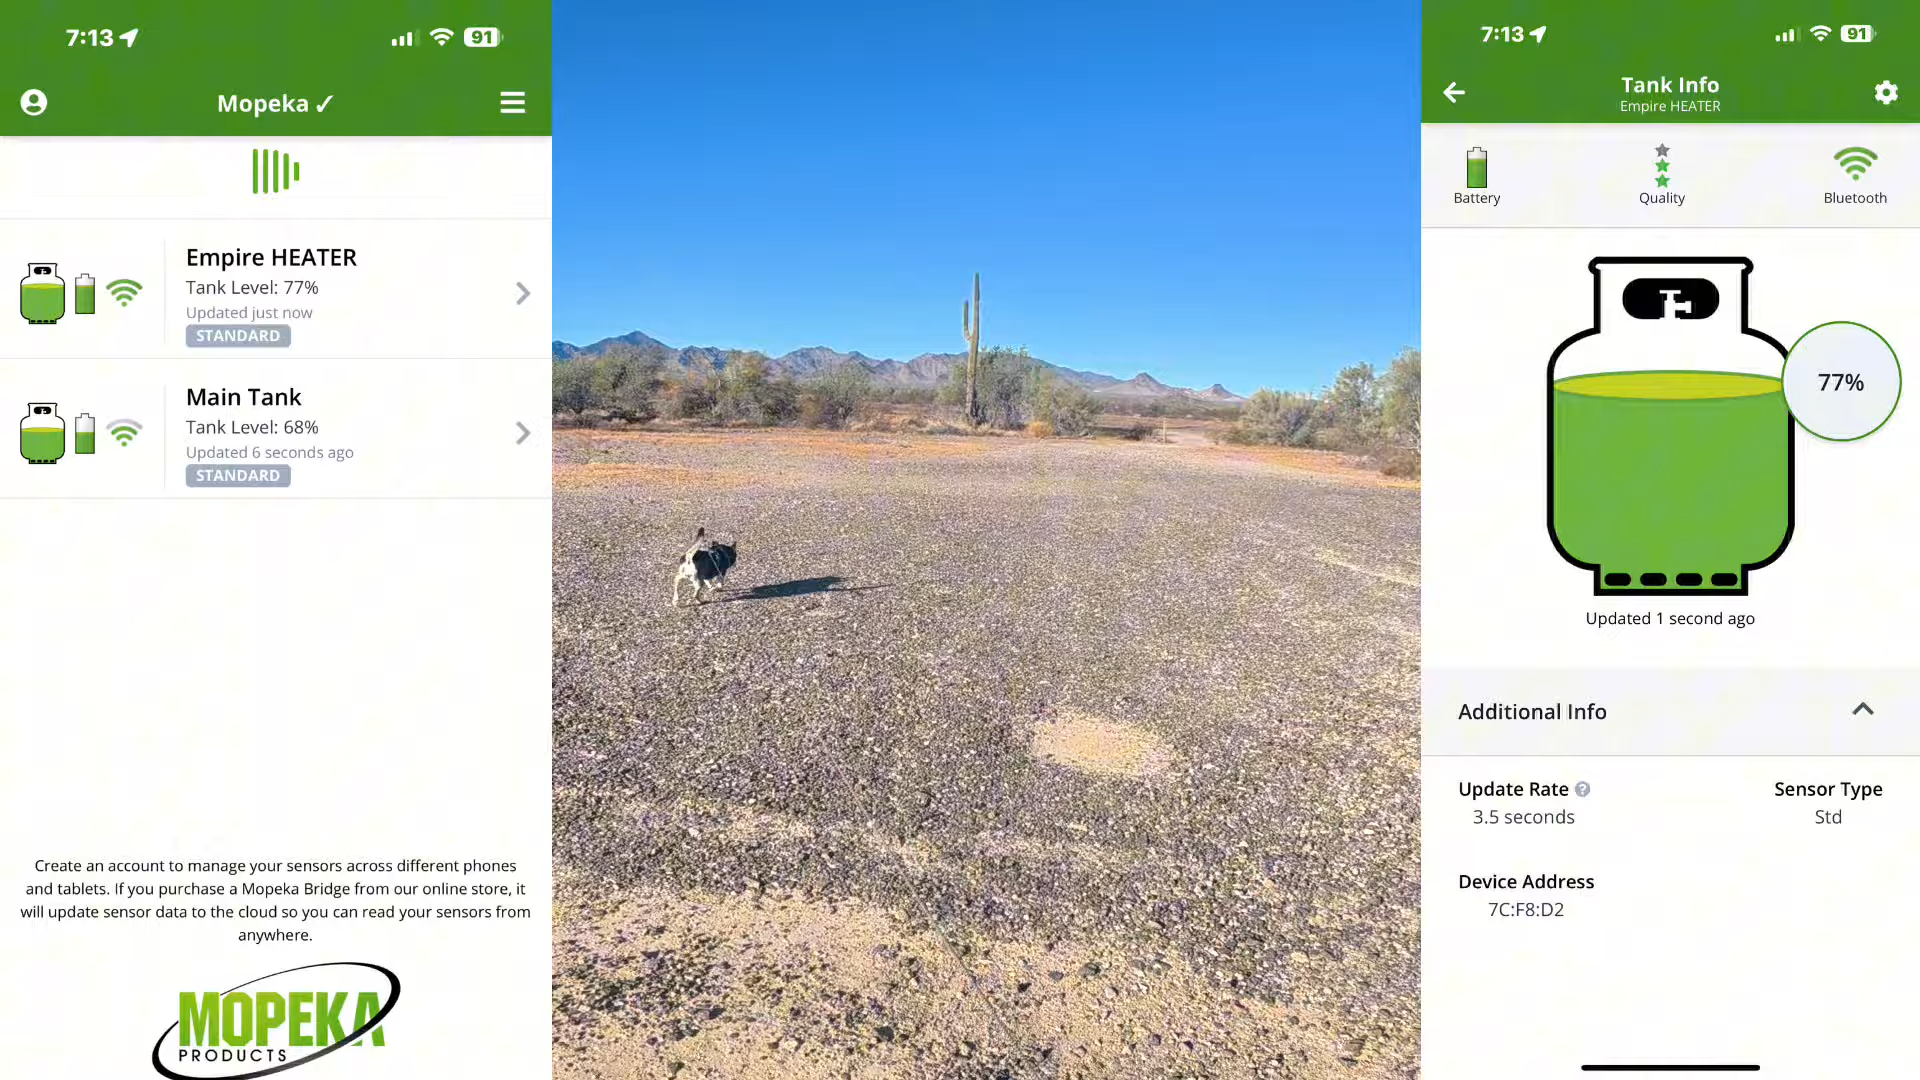 7:13
91
Mopeka ✓
Empire HEATER
Tank Level: 77%
Updated just now
STANDARD
Main Tank
Tank Level: 68%
Updated 6 seconds ago
STANDARD
Create an account to manage your sensors across different phones
and tablets. If you purchase a Mopeka Bridge from our online store, it
will update sensor data to the cloud so you can read your sensors from
anywhere.
MOPEKA
PRODUCTS
7:13
91
Tank Info
Empire HEATER
Battery
Quality
Bluetooth
77%
Updated 1 second ago
Additional Info
Update Rate ?
3.5 seconds
Sensor Type
Std
Device Address
7C:F8:D2